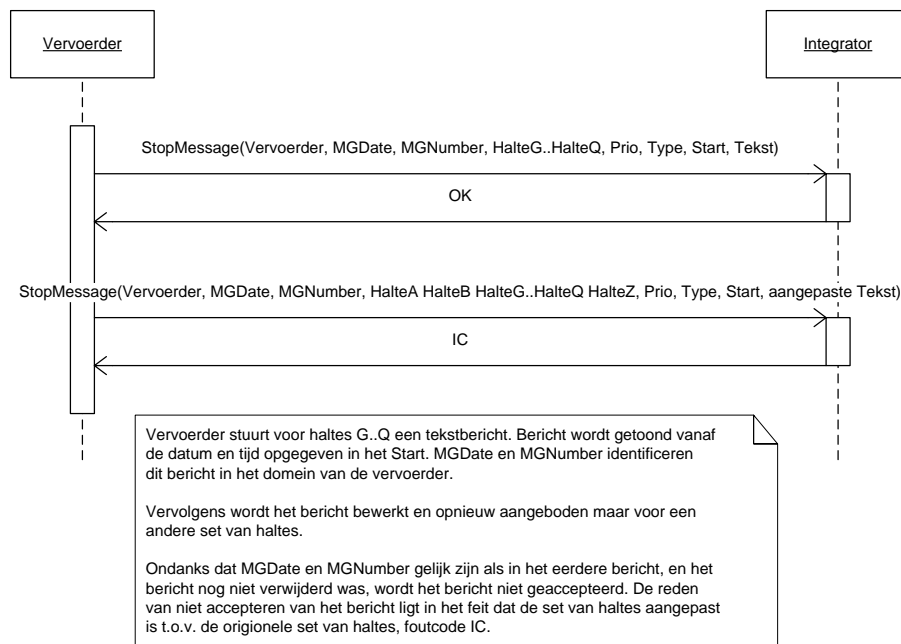 Vervoerder
Integrator
StopMessage(Vervoerder, MGDate, MGNumber, HalteG..HalteQ, Prio, Type, Start, Tekst)
OK
StopMessage(Vervoerder, MGDate, MGNumber, HalteA HalteB HalteG..HalteQ HalteZ, Prio, Type, Start, aangepaste Tekst)
IC
Vervoerder stuurt voor haltes G..Q een tekstbericht. Bericht wordt getoond vanaf
de datum en tijd opgegeven in het Start. MGDate en MGNumber identificeren
dit bericht in het domein van de vervoerder.
Vervolgens wordt het bericht bewerkt en opnieuw aangeboden maar voor een
andere set van haltes.
Ondanks dat MGDate en MGNumber gelijk zijn als in het eerdere bericht, en het
bericht nog niet verwijderd was, wordt het bericht niet geaccepteerd. De reden
van niet accepteren van het bericht ligt in het feit dat de set van haltes aangepast
is t.o.v. de origionele set van haltes, foutcode IC.